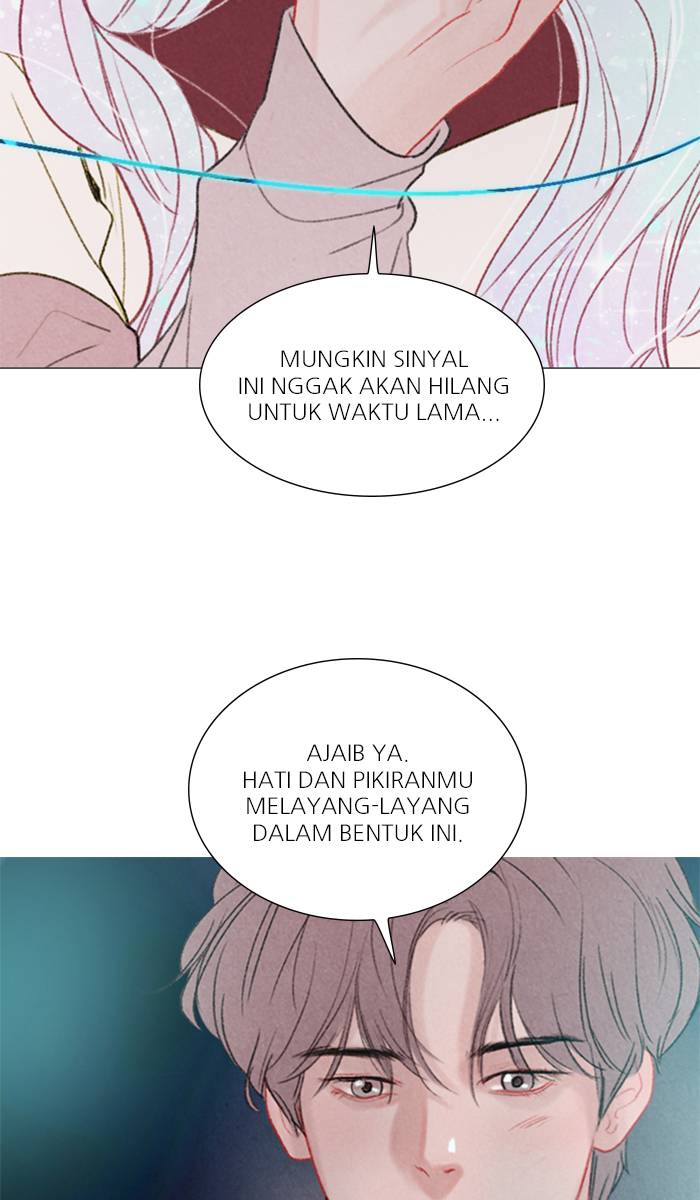 MUNGKIN SINYAL
INI NGGAK AKAN HILANG
UNTUK WAKTU LAMA...
AJAIB YA.
HATI DAN PIKIRANMU
MELAYANG-LAYANG
DALAM BENTUK INI.